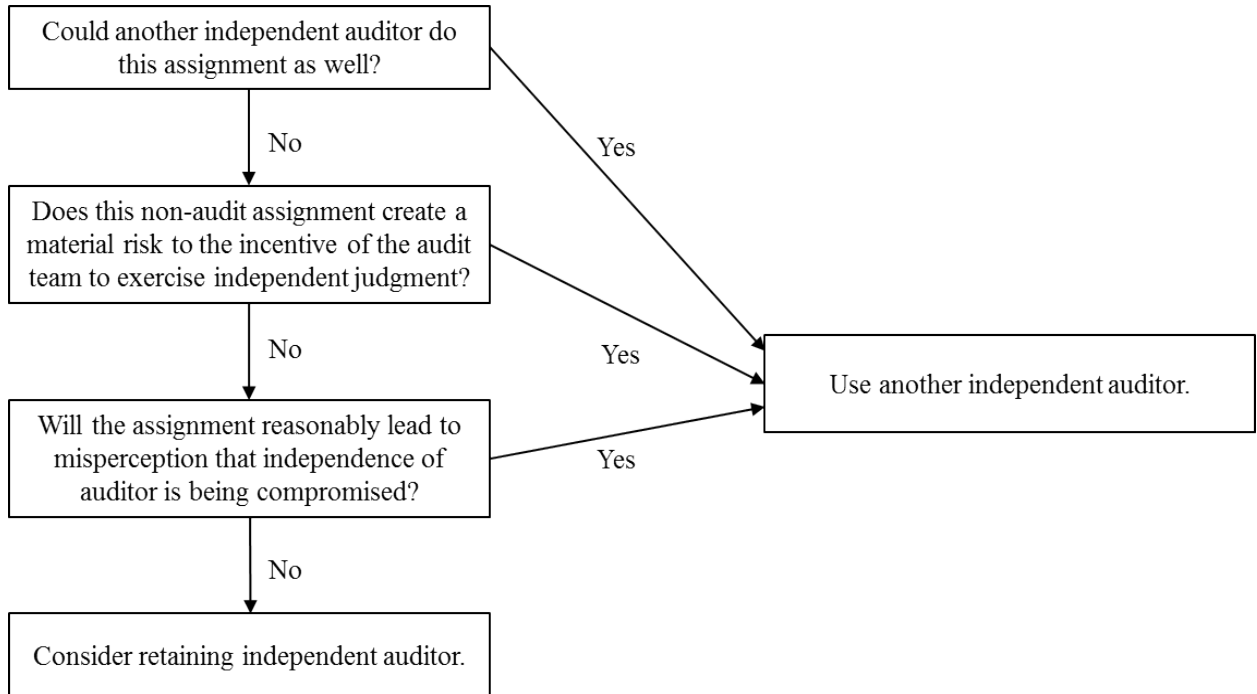 Could another independent auditor do
this assignment as well?
No
Yes
Does this non-audit assignment create a
material risk to the incentive of the audit
team to exercise independent judgment?
No
Yes
Use another independent auditor.
Will the assignment reasonably lead to
misperception that independence of
auditor is being compromised?
Yes
No
Consider retaining independent auditor.